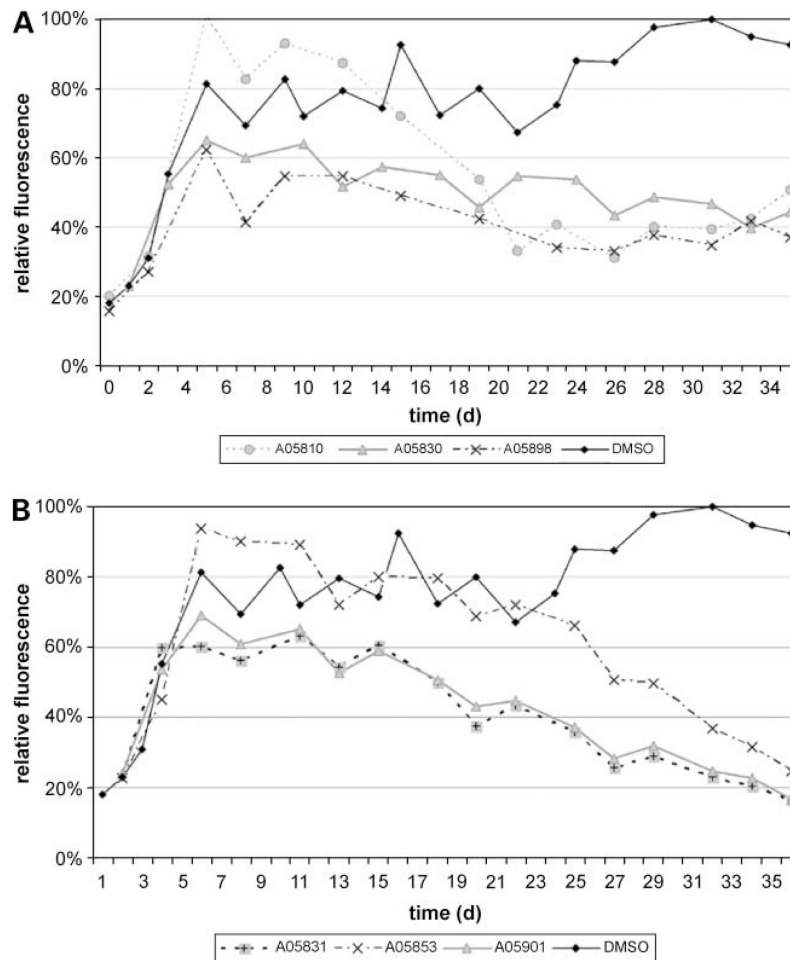 A
100%
80%
60%
40%
20%
0%
relative fluorescence
0 2 4 6 8 10 12 14 16 19 21 24 26 28 30 32 34
time (d)
A05810 A05830 A05898 DMSO
B
100%
80%
60%
40%
20%
0%
relative fluorescence
1 3 5 7 9 11 13 15 17 20 22 25 27 29 31 33 35
time (d)
A05831 A05853 A05901 DMSO